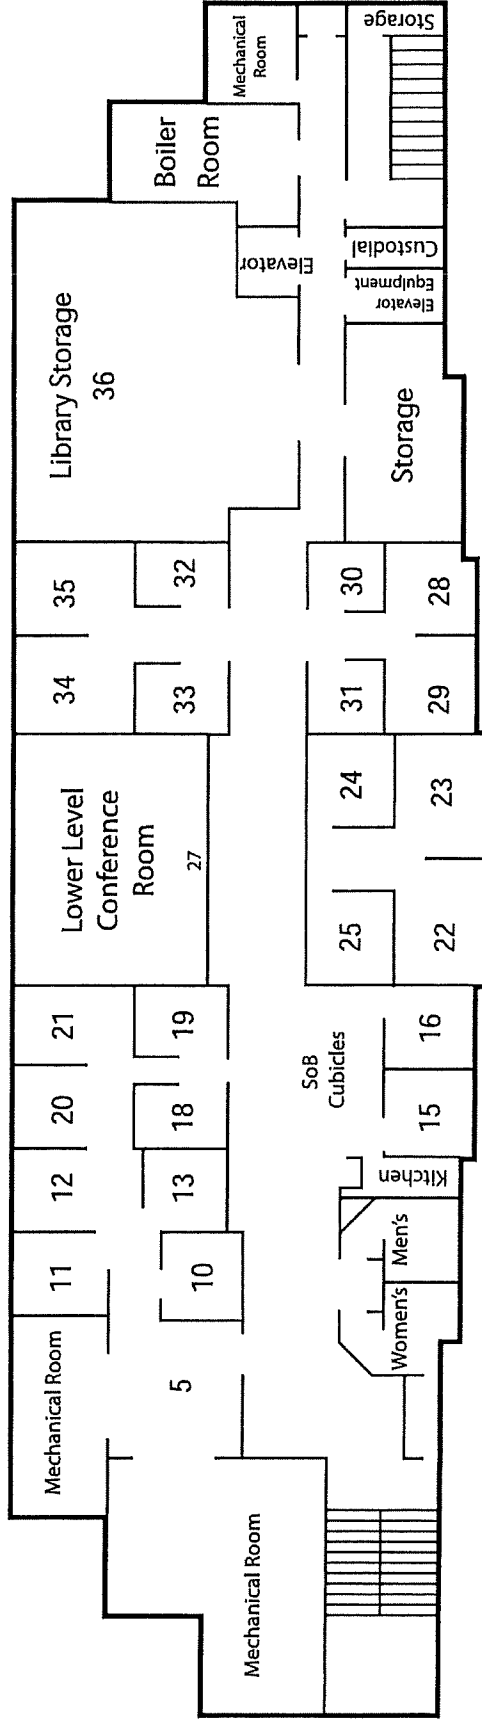 Storage
Mechanical
Room
Boiler
Room
Custodial
Elevator
Elevator
Equipment
Library Storage
36
Storage
35
32
30
28
34
33
31
29
Lower Level
Conference
Room
27
24
23
25
22
21
19
SoB
Cubicles
16
20
18
15
12
13
Kitchen
11
10
Men's
Women's
Mechanical Room
5
Mechanical Room